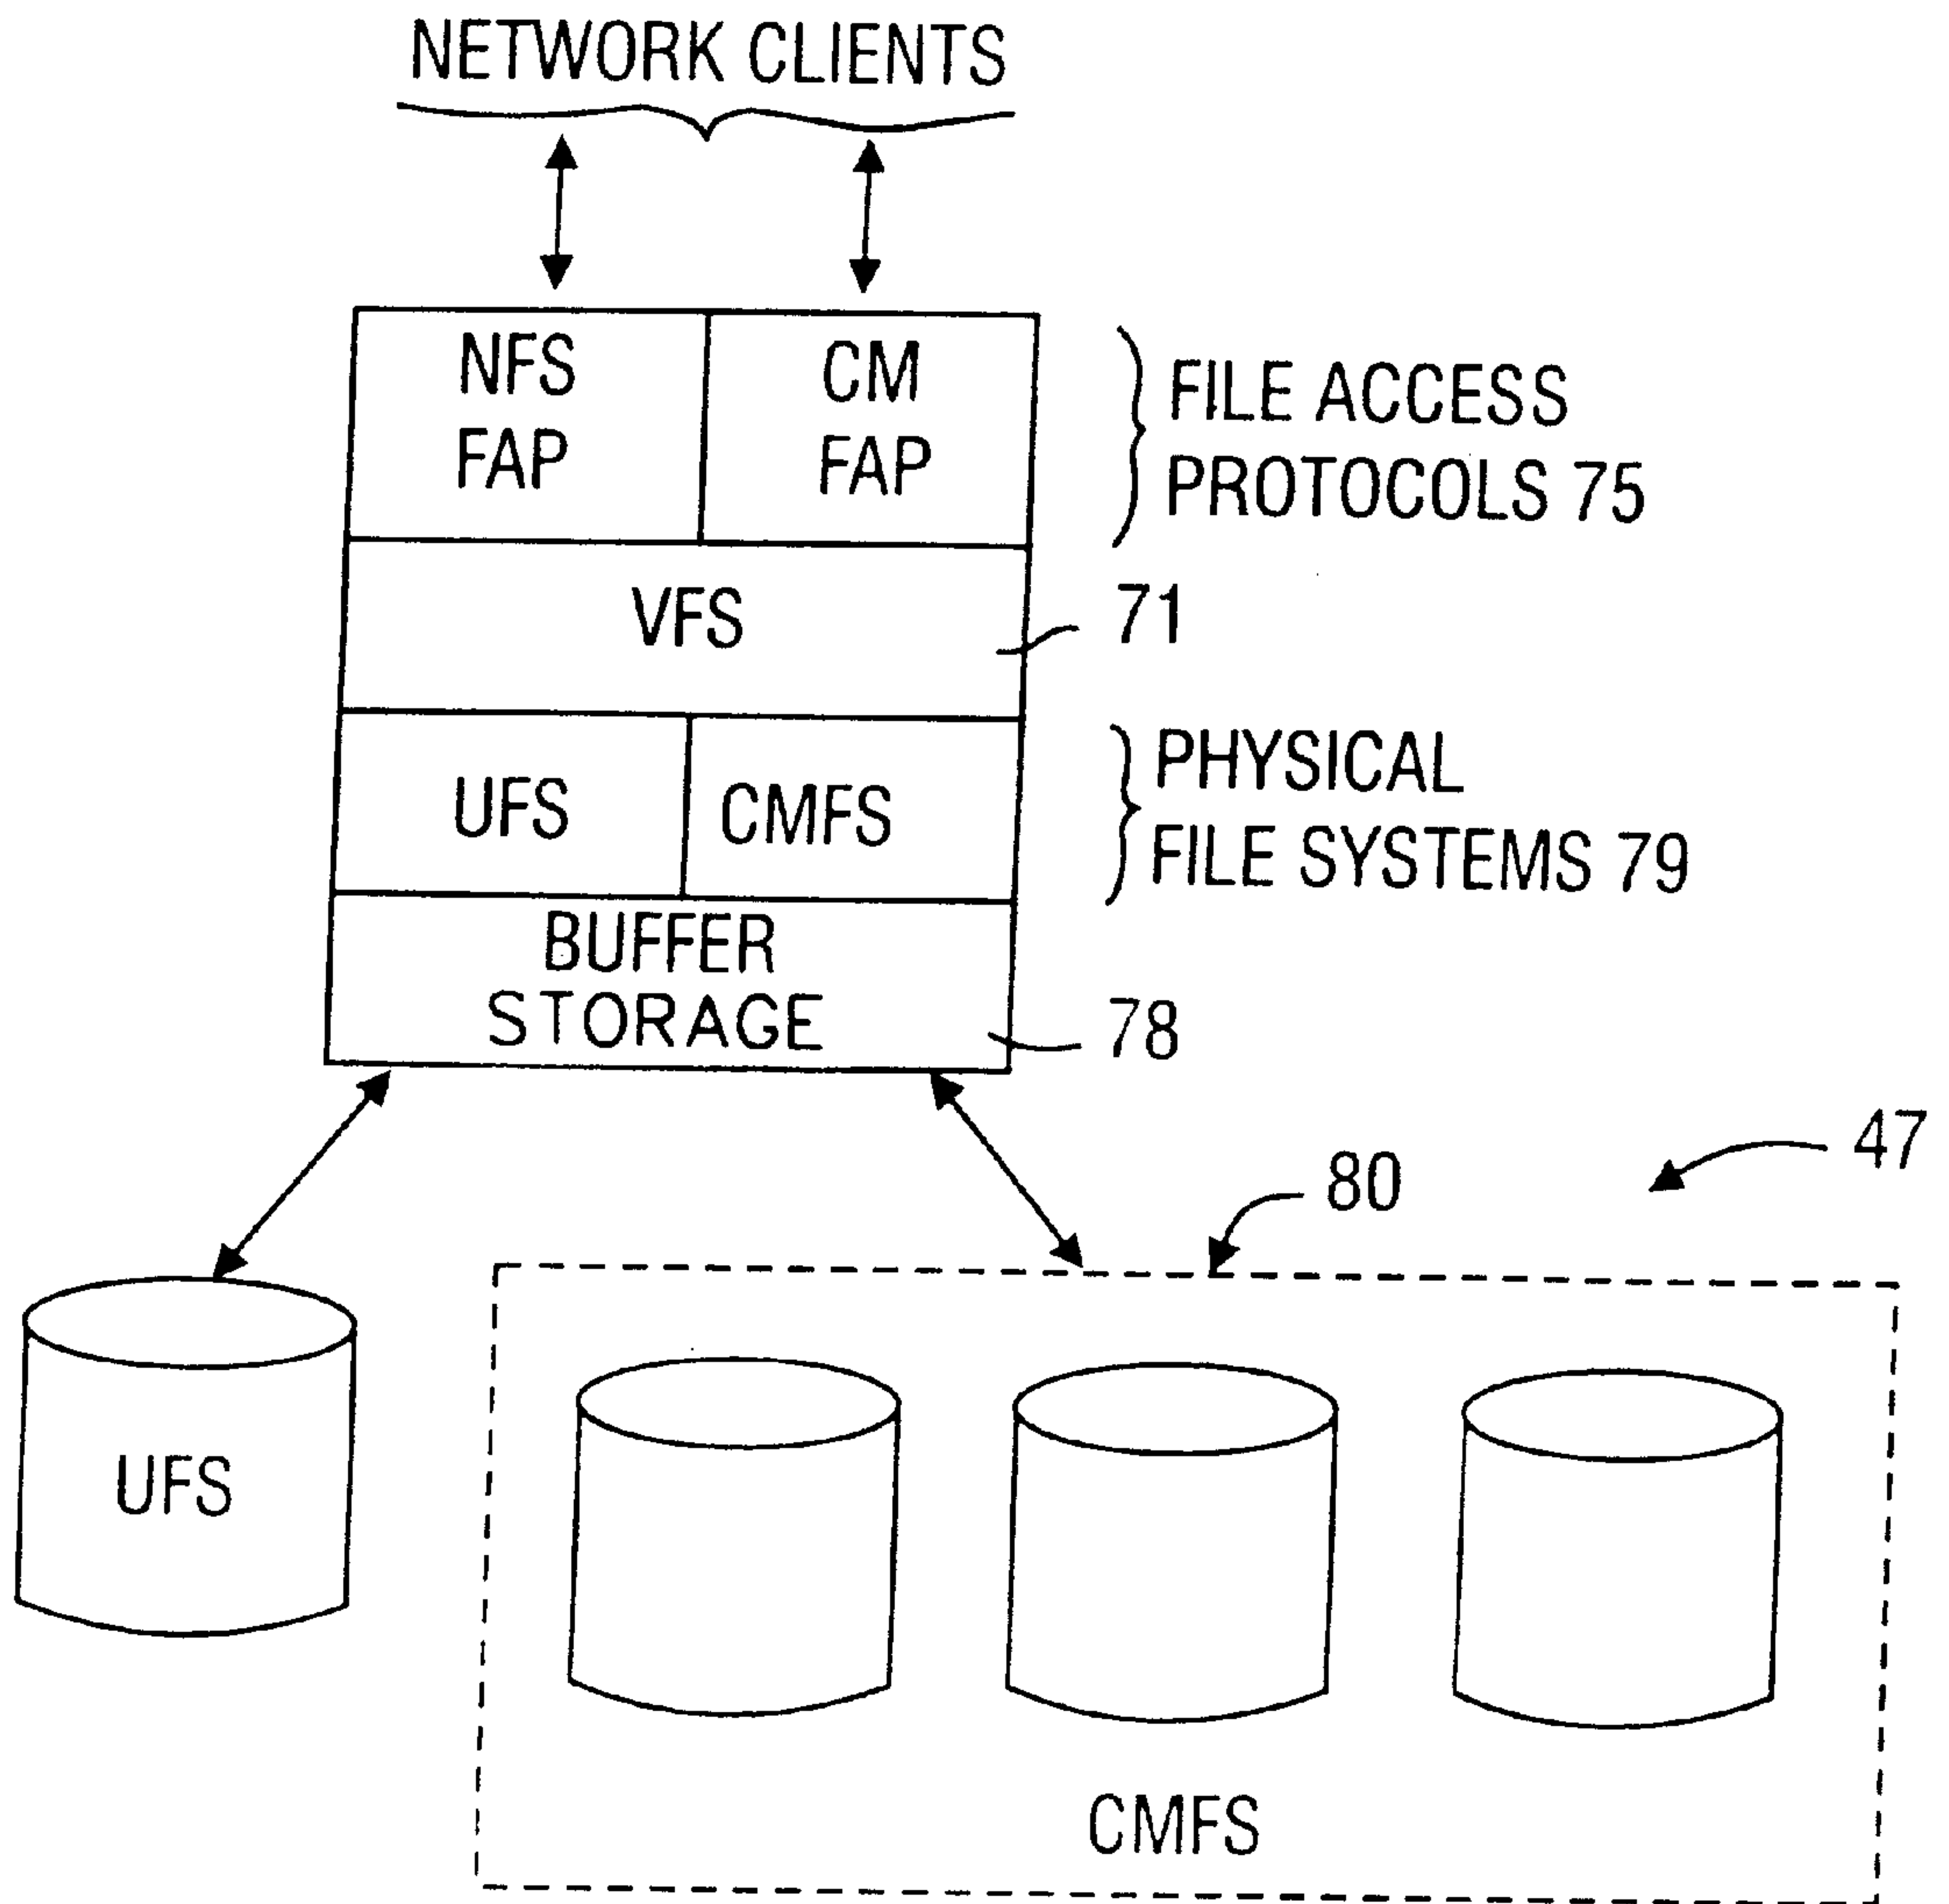 NETWORK CLIENTS
NFS
FAP
CM
FAP
FILE ACCESS
PROTOCOLS 75
VFS
71
UFS
CMFS
PHYSICAL
FILE SYSTEMS 79
BUFFER
STORAGE
78
47
80
UFS
CMFS